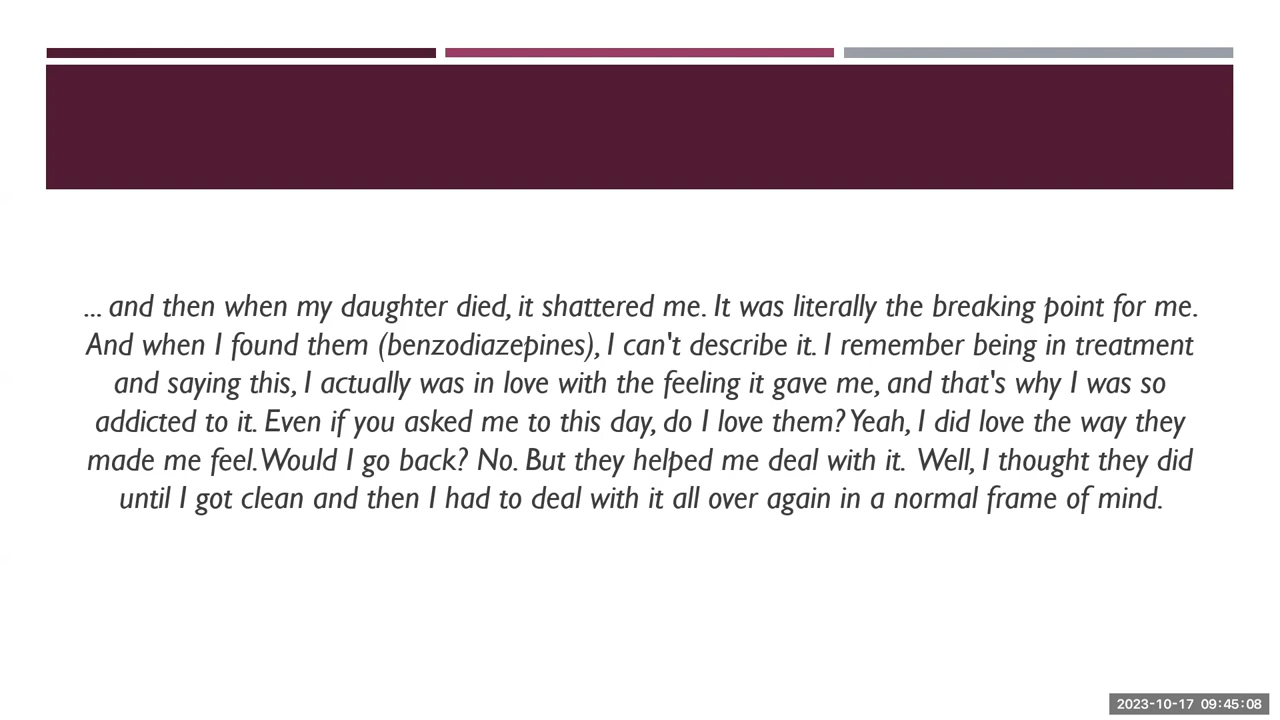 ... and then when my daughter died, it shattered me. It was literally the breaking point for me.
And when I found them (benzodiazepines), I can't describe it. I remember being in treatment
and saying this, I actually was in love with the feeling it gave me, and that's why I was so
addicted to it. Even if you asked me to this day, do I love them? Yeah, I did love the way they
made me feel. Would I go back? No. But they helped me deal with it. Well, I thought they did
until I got clean and then I had to deal with it all over again in a normal frame of mind.
2023-10-17 09:45:08